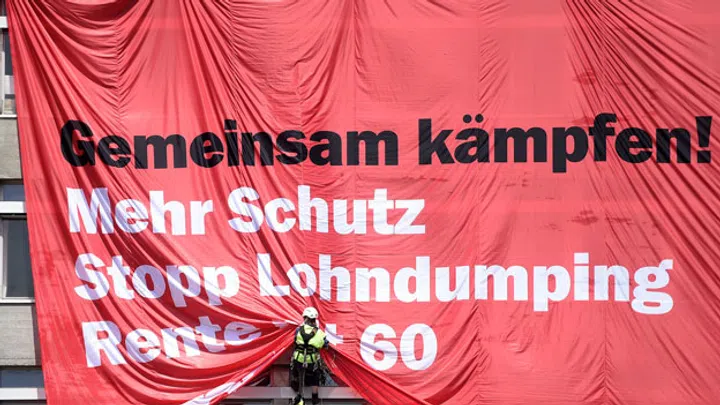 Gemeinsam kämpfen!
Mehr Schutz
Stopp Lohndumping
Rente 60